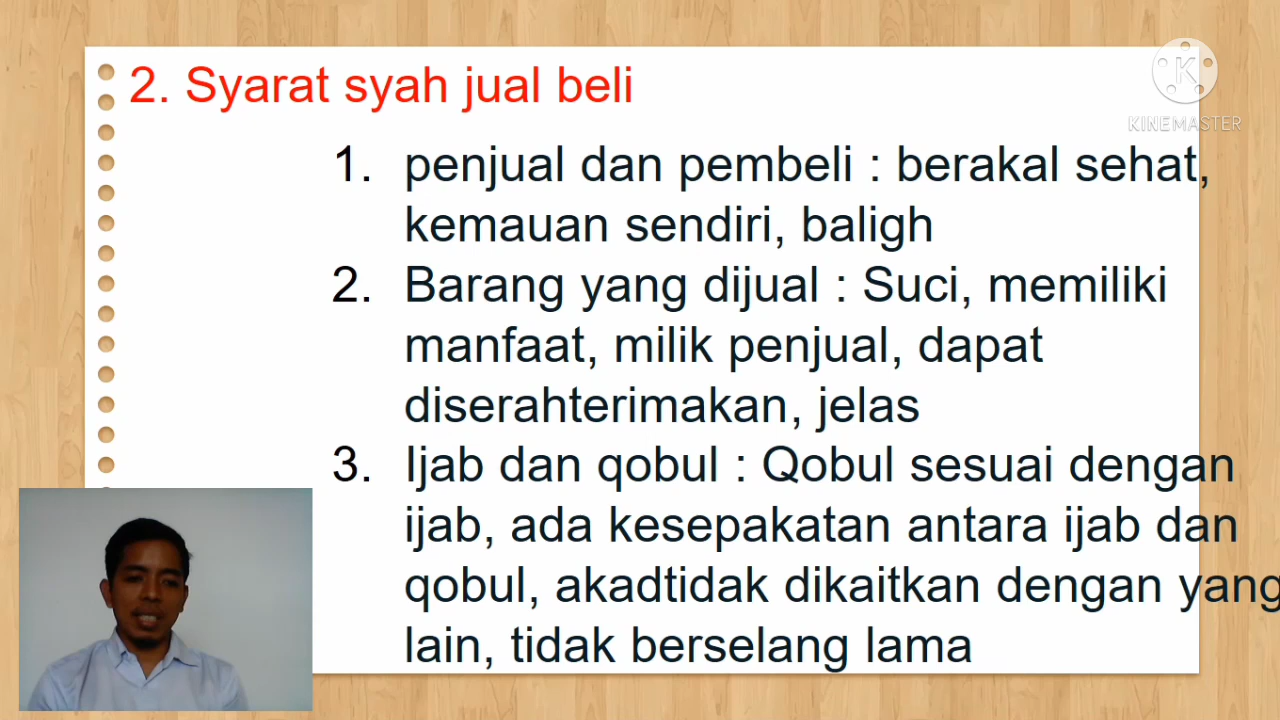 2. Syarat syah jual beli
K
KINEMASTER
1. penjual dan pembeli : berakal sehat,
kemauan sendiri, baligh
2. Barang yang dijual : Suci, memiliki
manfaat, milik penjual, dapat
diserahterimakan, jelas
3. Ijab dan qobul : Qobul sesuai dengan
ijab, ada kesepakatan antara ijab dan
qobul, akadtidak dikaitkan dengan yang
lain, tidak berselang lama